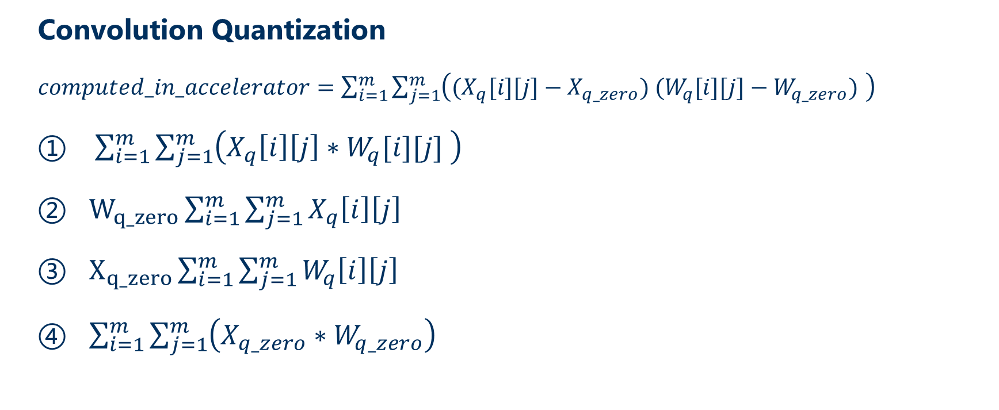 Convolution Quantization
computed_in_accelerator = ∑_{i=1}^{m} ∑_{j=1}^{m} ((X_q[i][j] − X_{q_zero}) (W_q[i][j] − W_{q_zero}) )
① ∑_{i=1}^{m} ∑_{j=1}^{m} (X_q[i][j] ∗ W_q[i][j] )
② W_{q_zero} ∑_{i=1}^{m} ∑_{j=1}^{m} X_q[i][j]
③ X_{q_zero} ∑_{i=1}^{m} ∑_{j=1}^{m} W_q[i][j]
④ ∑_{i=1}^{m} ∑_{j=1}^{m} (X_{q_zero} ∗ W_{q_zero})